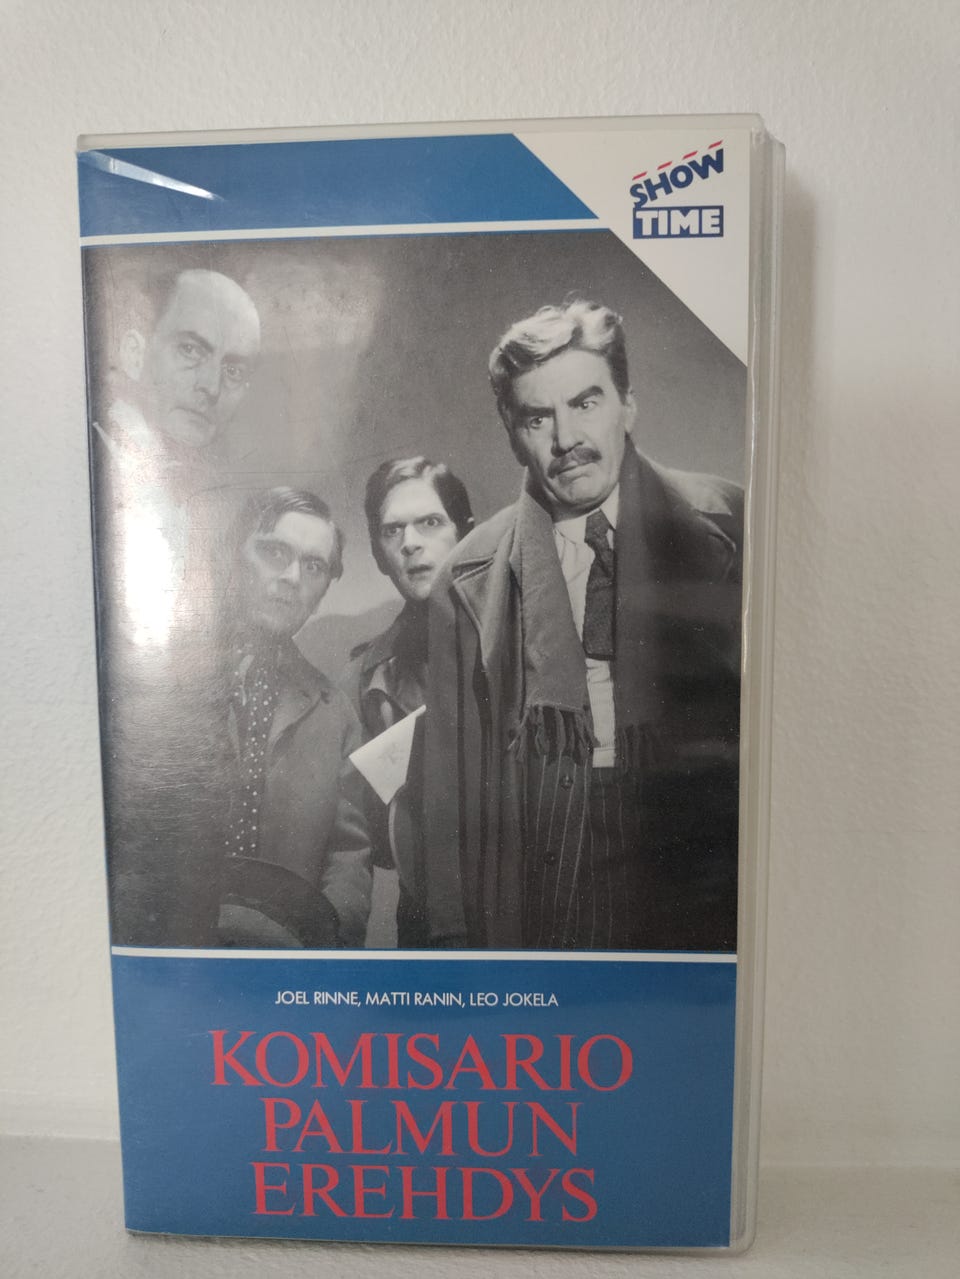 SHOW
TIME
JOEL RINNE, MATTI RANIN, LEO JOKELA
KOMISARIO
PALMUN
EREHDYS